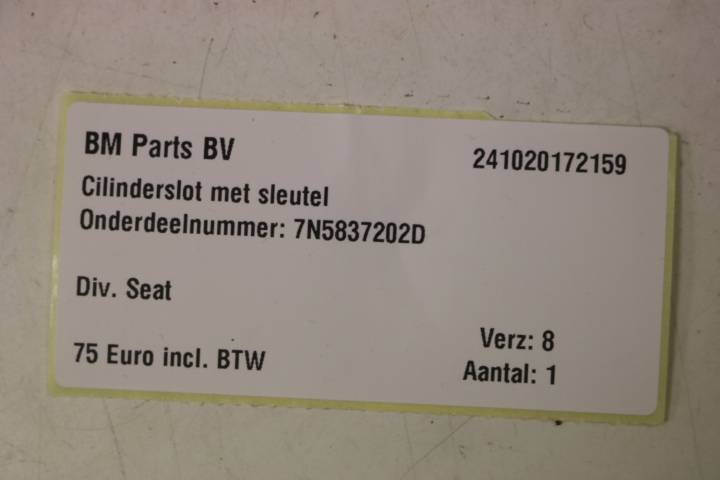 BM Parts BV
241020172159
Cilinderslot met sleutel
Onderdeelnummer: 7N5837202D
Div. Seat
Verz: 8
75 Euro incl. BTW
Aantal: 1